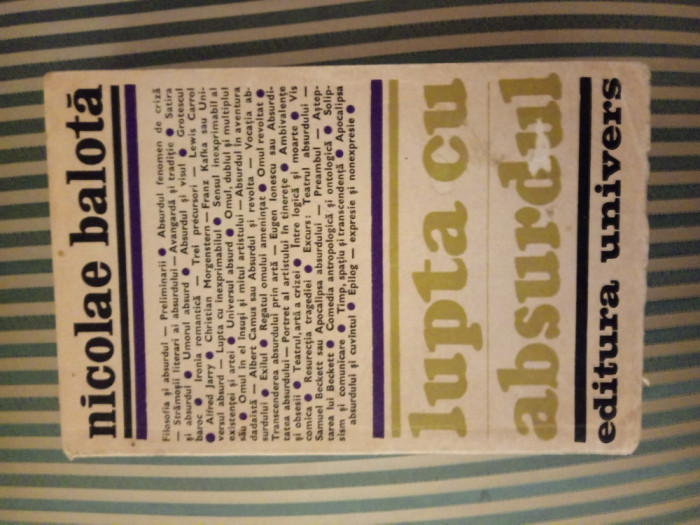 nicolae balotă
Filosofia și absurdul — Preliminarii ● Absurdul fenomen de criză
— Strămoșii literari ai absurdului — Avangardă și tradiție ● Satira
și absurdul ● Umorul absurd ● Absurdul și visul ● Grotescul
baroc ● Ironia romantică — Trei precursori — Lewis Carrol
● Alfred Jarry ● Christian Morgenstern — Franz Kafka sau Uni-
versul absurd — Lupta cu inexprimabilul ● Sensul inexprimabil al
existenței și artei ● Universul absurd ● Omul, dublul și multiplul
său ● Omul în el însuși și mitul artistului — Absurdul în aventura
dadaistă — Albert Camus sau Absurdul și revolta — Vocația ab-
surdului ● Exilul ● Regatul omului amenințat ● Omul revoltat ●
Transcenderea absurdului prin artă — Eugen Ionescu sau Absurdi-
tatea absurdului — Portret al artistului în tinerețe ● Ambivalențe
și obsesii ● Teatrul, artă a crizei ● Între logică și moarte ● Vis
comica ● Resurecția tragediei ● Excurs: Teatrul absurdului —
Samuel Beckett sau Apocalipsa absurdului — Preambul — Aștep-
tarea lui Beckett ● Comedia antropologică și ontologică ● Solip-
sism și comunicare ● Timp, spațiu și transcendență ● Apocalipsa
absurdului și cuvîntul ● Epilog — expresie și nonexpresie ●
lupta cu
absurdul
editura univers